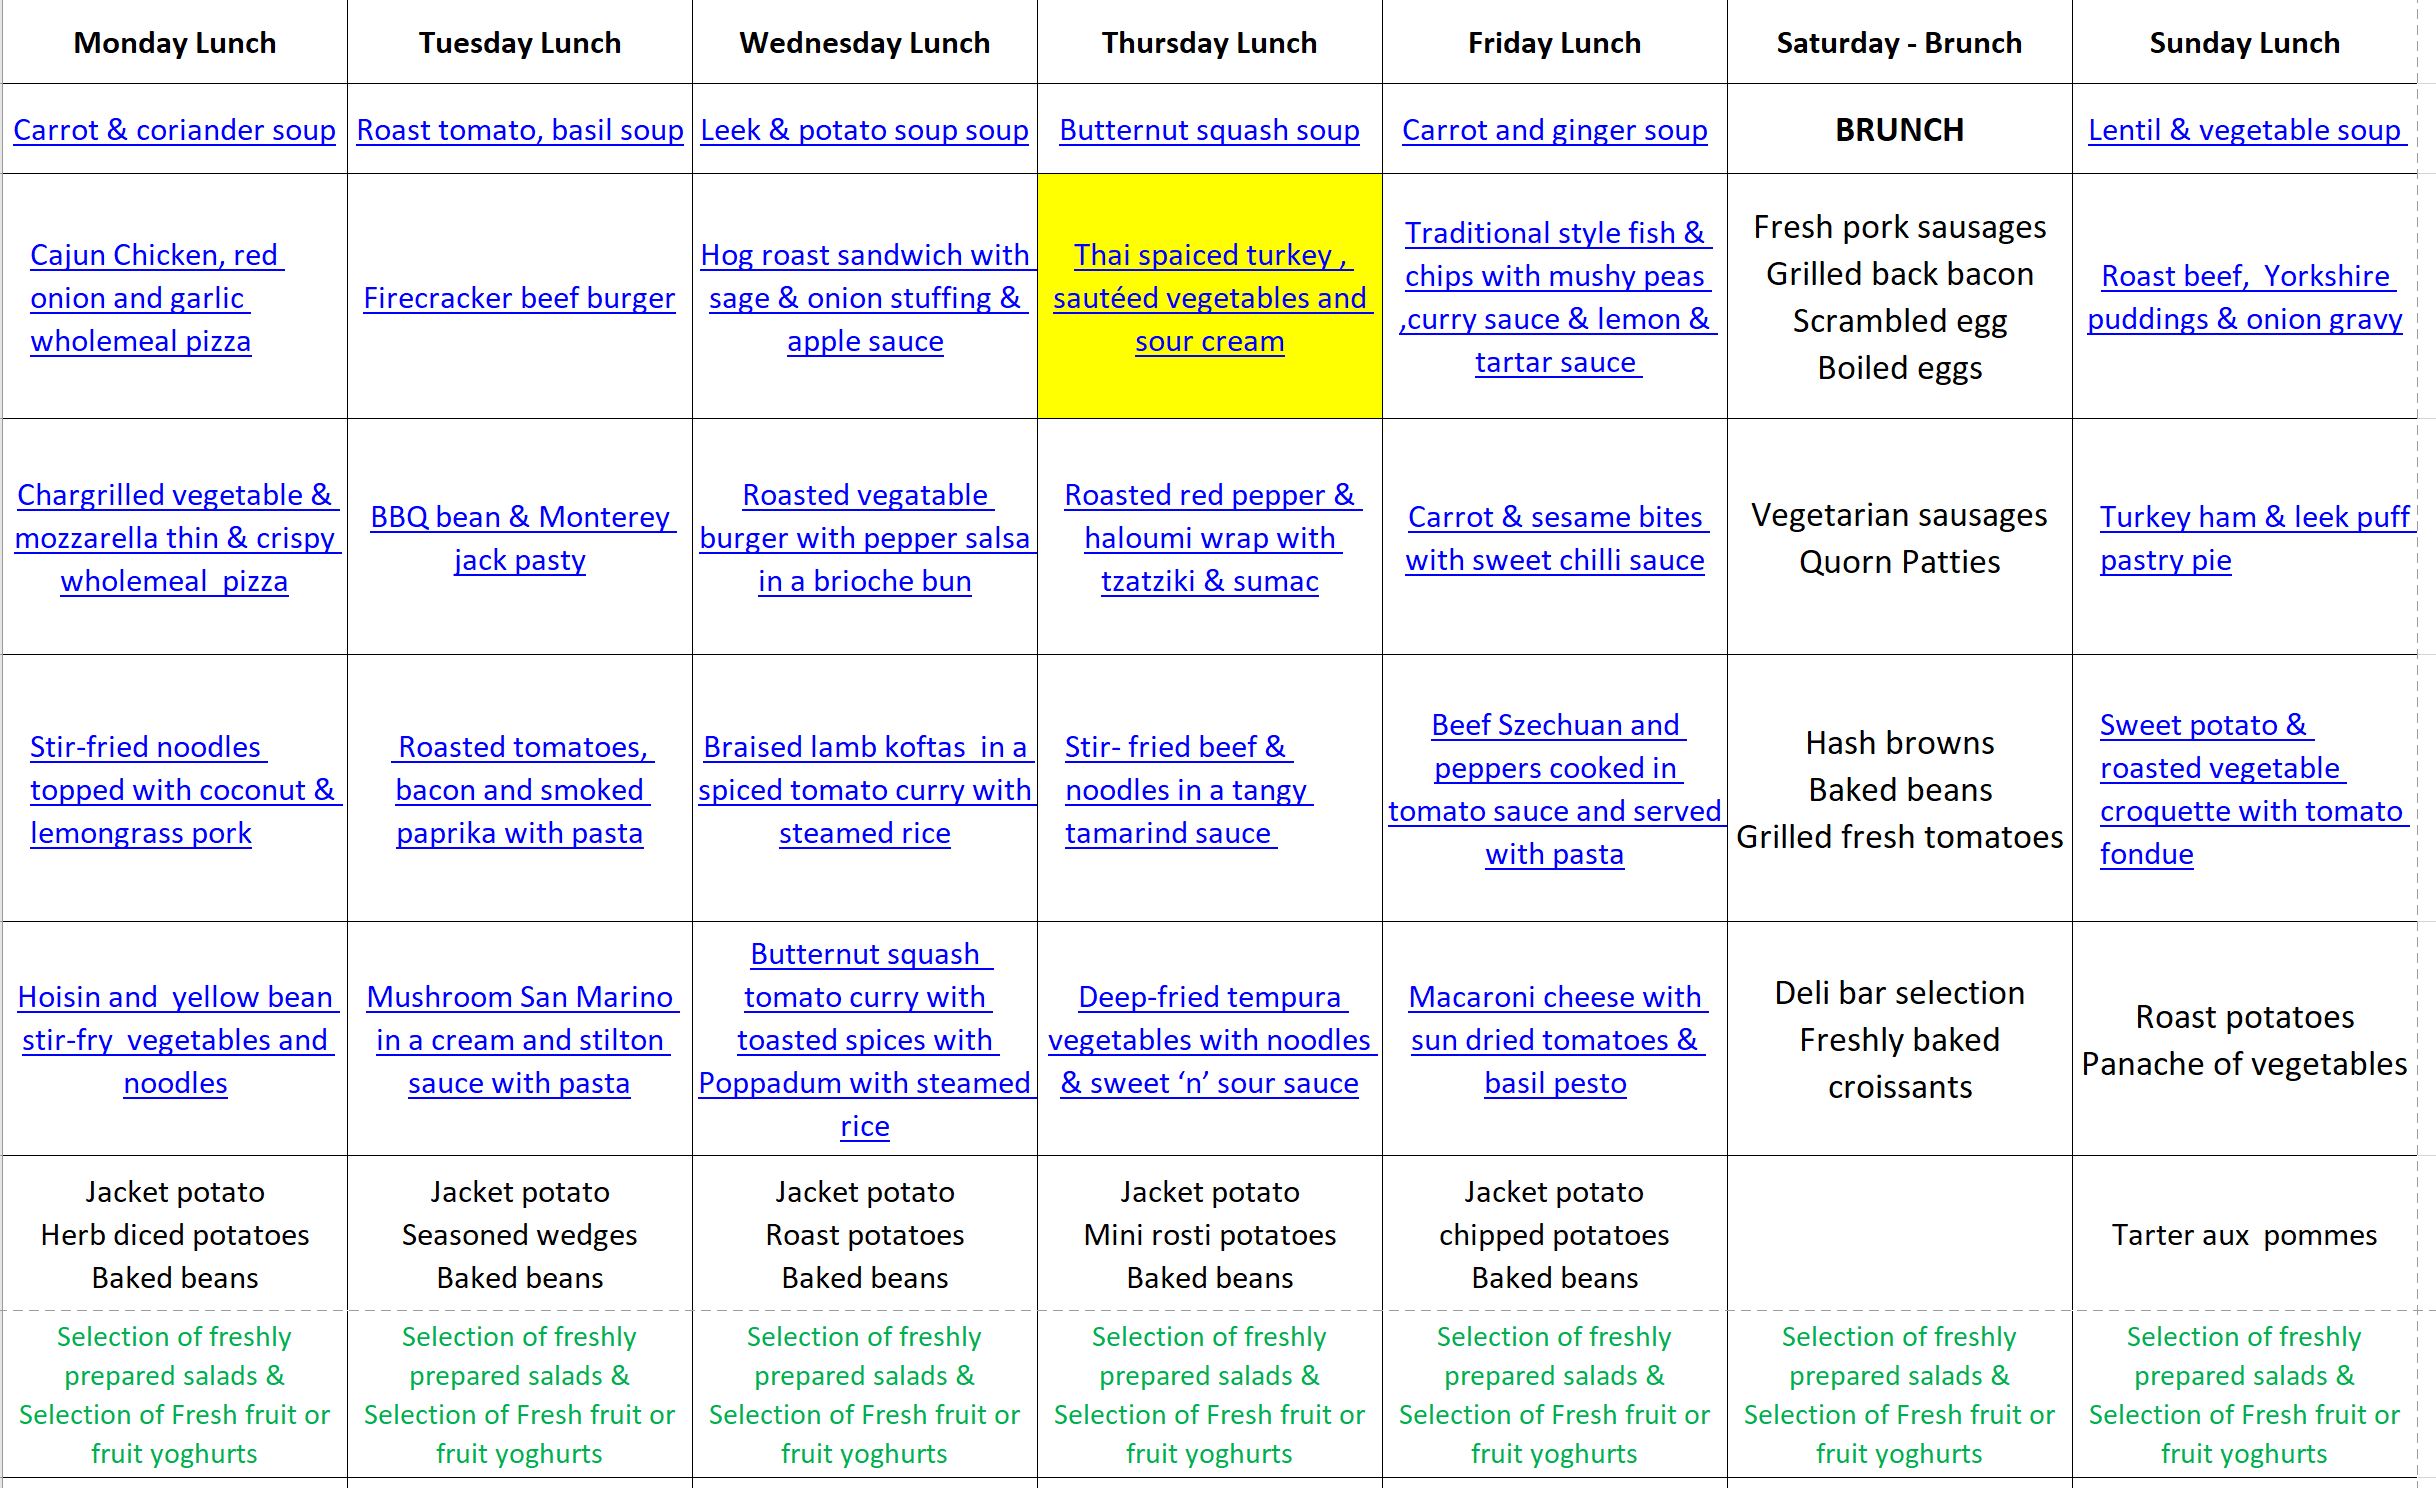 Monday Lunch
Tuesday Lunch
Wednesday Lunch
Thursday Lunch
Friday Lunch
Saturday - Brunch
Sunday Lunch
Carrot & coriander soup
Roast tomato, basil soup
Leek & potato soup soup
Butternut squash soup
Carrot and ginger soup
BRUNCH
Lentil & vegetable soup
Cajun Chicken, red
onion and garlic
wholemeal pizza
Firecracker beef burger
Hog roast sandwich with
sage & onion stuffing &
apple sauce
Thai spaiced turkey ,
sautéed vegetables and
sour cream
Traditional style fish &
chips with mushy peas
,curry sauce & lemon &
tartar sauce
Fresh pork sausages
Grilled back bacon
Scrambled egg
Boiled eggs
Roast beef,  Yorkshire
puddings & onion gravy
Chargrilled vegetable &
mozzarella thin & crispy
wholemeal  pizza
BBQ bean & Monterey
jack pasty
Roasted vegatable
burger with pepper salsa
in a brioche bun
Roasted red pepper &
haloumi wrap with
tzatziki & sumac
Carrot & sesame bites
with sweet chilli sauce
Vegetarian sausages
Quorn Patties
Turkey ham & leek puff
pastry pie
Stir-fried noodles
topped with coconut &
lemongrass pork
Roasted tomatoes,
bacon and smoked
paprika with pasta
Braised lamb koftas  in a
spiced tomato curry with
steamed rice
Stir- fried beef &
noodles in a tangy
tamarind sauce
Beef Szechuan and
peppers cooked in
tomato sauce and served
with pasta
Hash browns
Baked beans
Grilled fresh tomatoes
Sweet potato &
roasted vegetable
croquette with tomato
fondue
Hoisin and  yellow bean
stir-fry  vegetables and
noodles
Mushroom San Marino
in a cream and stilton
sauce with pasta
Butternut squash
tomato curry with
toasted spices with
Poppadum with steamed
rice
Deep-fried tempura
vegetables with noodles
& sweet ‘n’ sour sauce
Macaroni cheese with
sun dried tomatoes &
basil pesto
Deli bar selection
Freshly baked
croissants
Roast potatoes
Panache of vegetables
Jacket potato
Herb diced potatoes
Baked beans
Jacket potato
Seasoned wedges
Baked beans
Jacket potato
Roast potatoes
Baked beans
Jacket potato
Mini rosti potatoes
Baked beans
Jacket potato
chipped potatoes
Baked beans
Tarter aux  pommes
Selection of freshly
prepared salads &
Selection of Fresh fruit or
fruit yoghurts
Selection of freshly
prepared salads &
Selection of Fresh fruit or
fruit yoghurts
Selection of freshly
prepared salads &
Selection of Fresh fruit or
fruit yoghurts
Selection of freshly
prepared salads &
Selection of Fresh fruit or
fruit yoghurts
Selection of freshly
prepared salads &
Selection of Fresh fruit or
fruit yoghurts
Selection of freshly
prepared salads &
Selection of Fresh fruit or
fruit yoghurts
Selection of freshly
prepared salads &
Selection of Fresh fruit or
fruit yoghurts